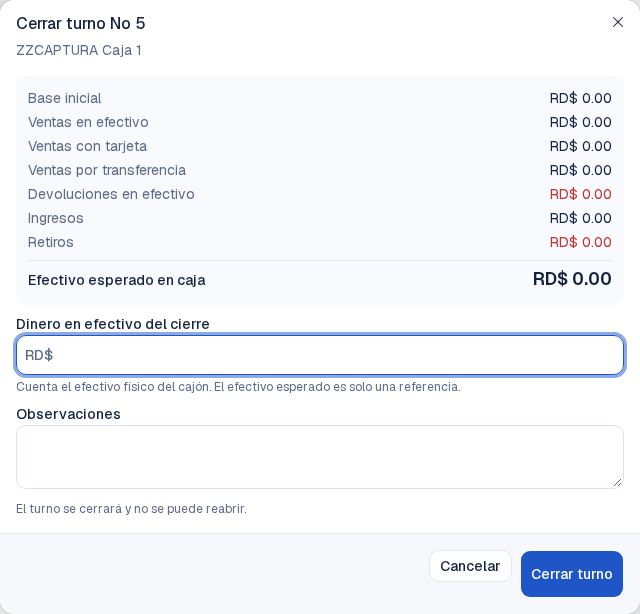 Cerrar turno No 5
ZZCAPTURA Caja 1
Base inicial RD$ 0.00
Ventas en efectivo RD$ 0.00
Ventas con tarjeta RD$ 0.00
Ventas por transferencia RD$ 0.00
Devoluciones en efectivo RD$ 0.00
Ingresos RD$ 0.00
Retiros RD$ 0.00
Efectivo esperado en caja RD$ 0.00
Dinero en efectivo del cierre
RD$
Cuenta el efectivo físico del cajón. El efectivo esperado es solo una referencia.
Observaciones
El turno se cerrará y no se puede reabrir.
Cancelar Cerrar turno